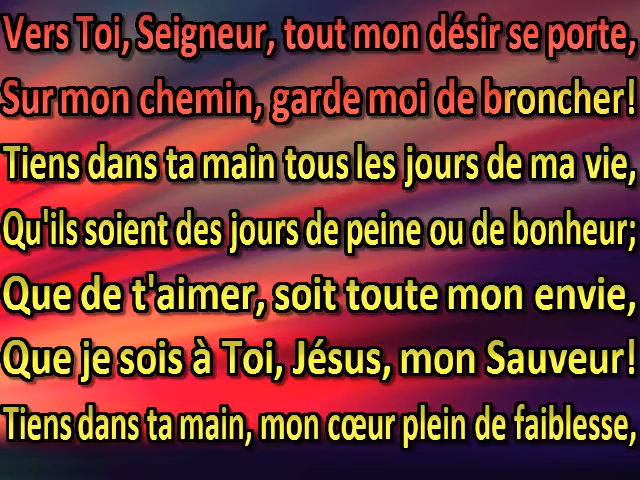 Vers Toi, Seigneur, tout mon désir se porte,
Sur mon chemin, garde moi de broncher!
Tiens dans ta main tous les jours de ma vie,
Qu'ils soient des jours de peine ou de bonheur;
Que de t'aimer, soit toute mon envie,
Que je sois à Toi, Jésus, mon Sauveur!
Tiens dans ta main, mon cœur plein de faiblesse,